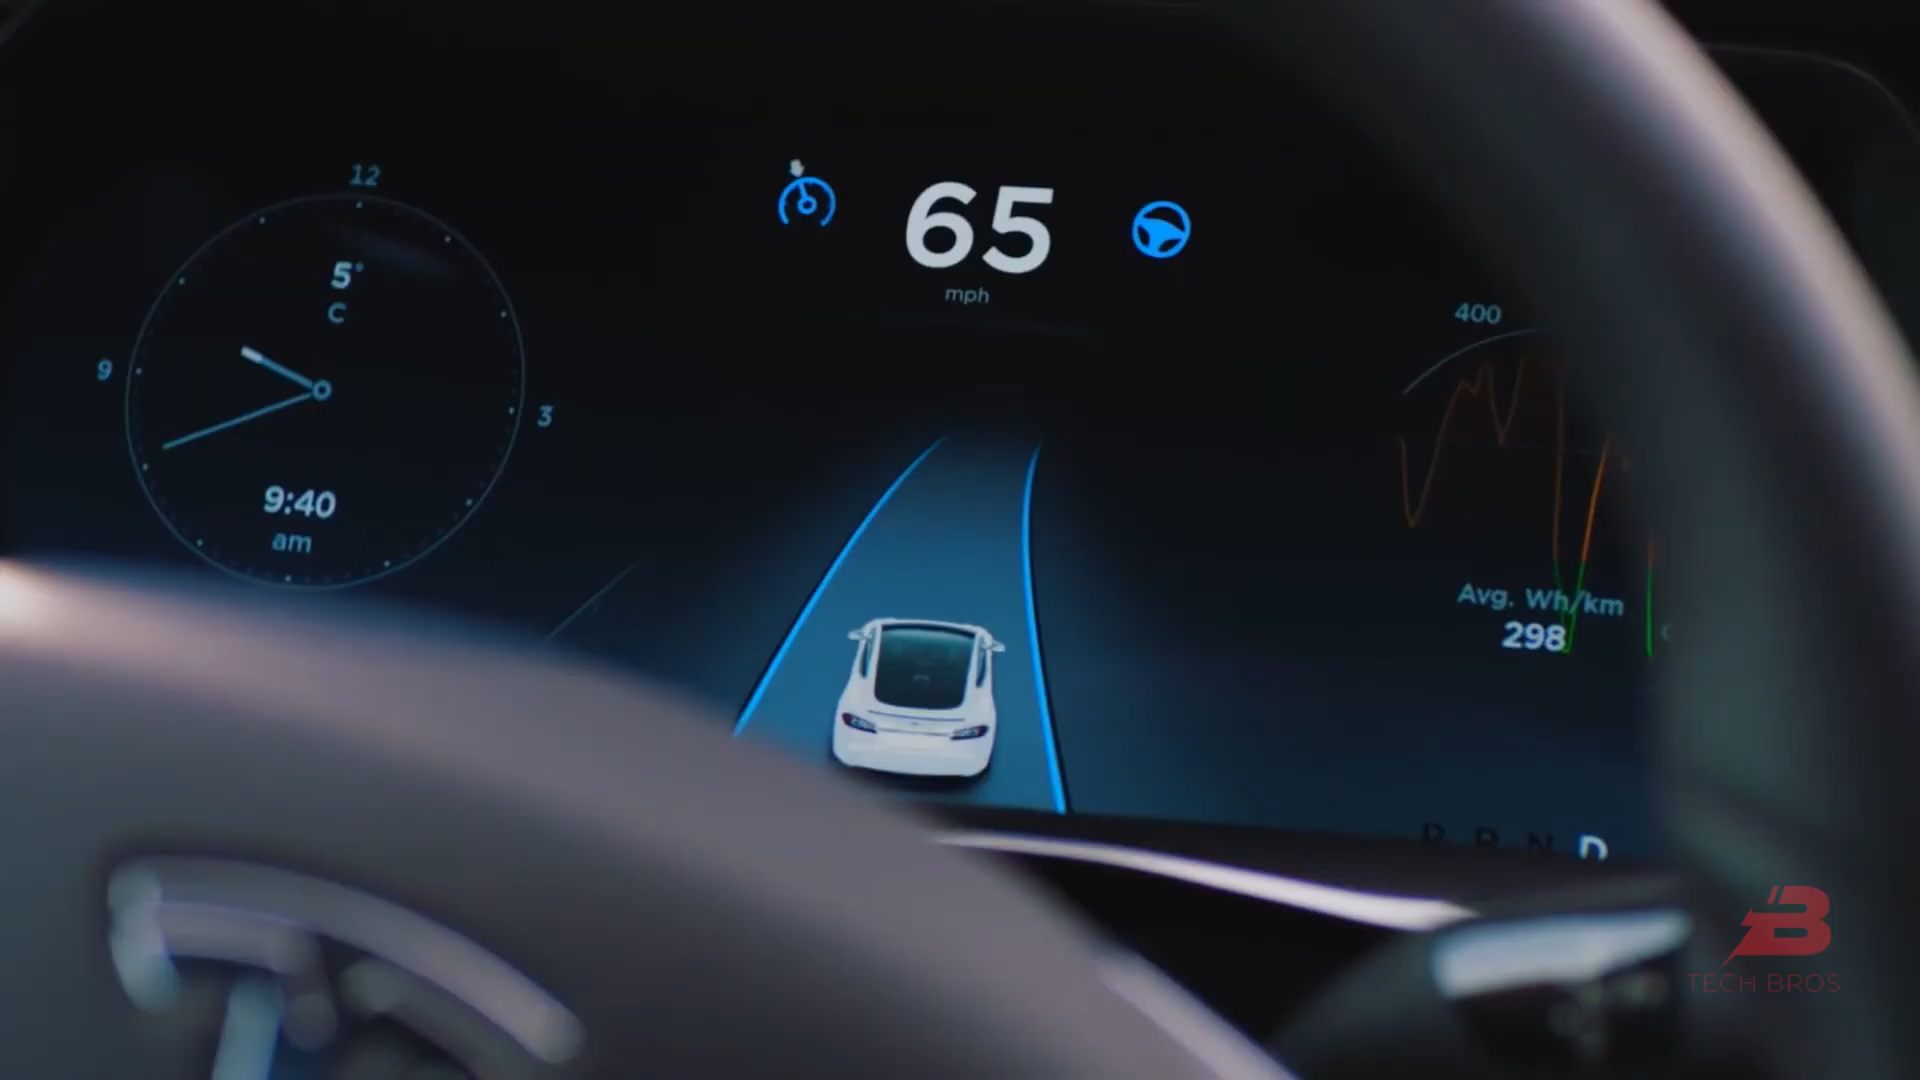 12
9
3
5°
C
9:40
am
65
mph
400
Avg. Wh/km
298
P R N D
TECH BROS